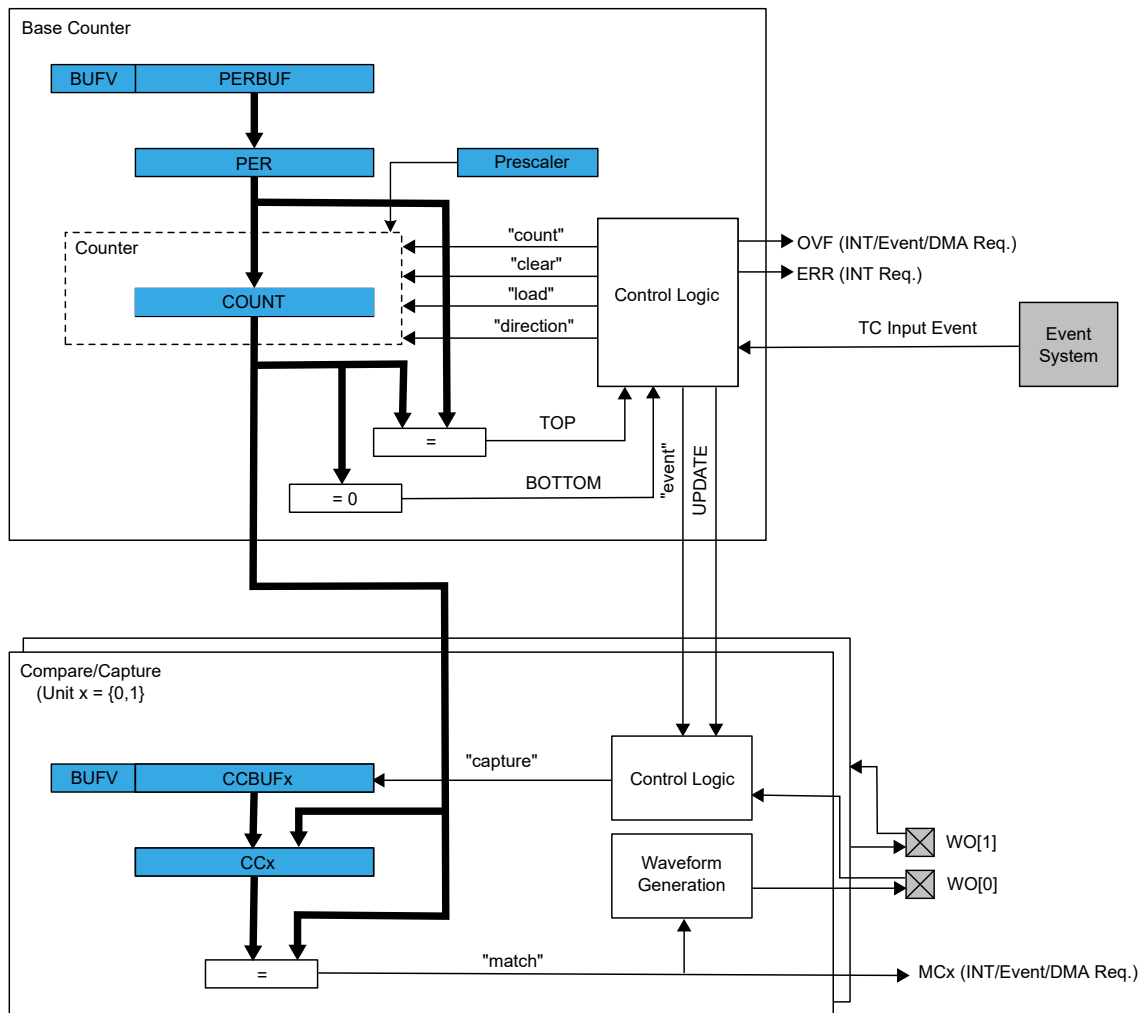 Base Counter
BUFV
PERBUF
PER
Prescaler
Counter
COUNT
"count"
"clear"
"load"
"direction"
Control Logic
OVF (INT/Event/DMA Req.)
ERR (INT Req.)
TC Input Event
Event
System
=
TOP
= 0
BOTTOM
"event"
UPDATE
Compare/Capture
(Unit x = {0,1}
BUFV
CCBUFx
"capture"
Control Logic
CCx
Waveform
Generation
WO[1]
WO[0]
=
"match"
MCx (INT/Event/DMA Req.)